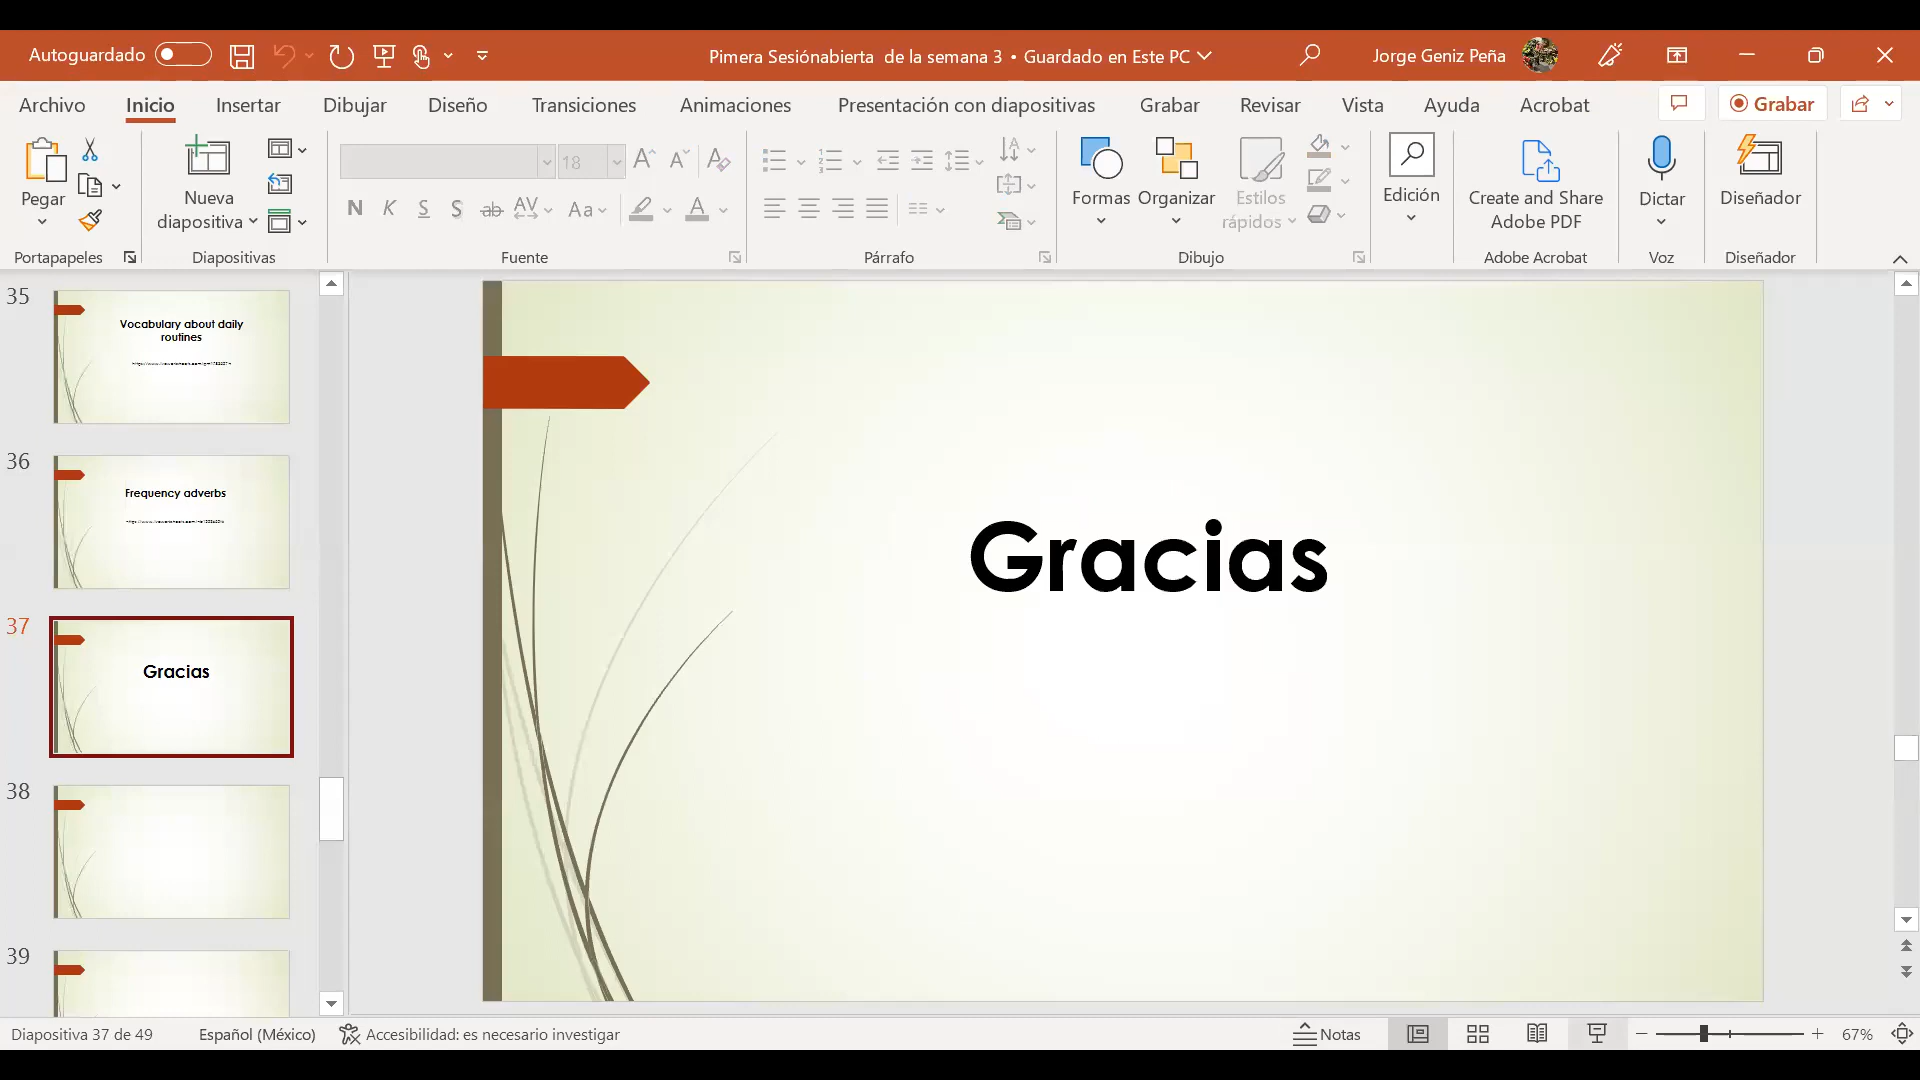 Autoguardado
Pimera Sesiónabierta de la semana 3 • Guardado en Este PC
Jorge Geniz Peña
Archivo Inicio Insertar Dibujar Diseño Transiciones Animaciones Presentación con diapositivas Grabar Revisar Vista Ayuda Acrobat Grabar
Pegar
Nueva
diapositiva
18
N K S S ab AV Aa A
Formas
Organizar
Estilos
rápidos
Edición
Create and Share
Adobe PDF
Dictar
Diseñador
Portapapeles Diapositivas Fuente Párrafo Dibujo Adobe Acrobat Voz Diseñador
35
Vocabulary about daily
routines
36
Frequency adverbs
37
Gracias
38
39
Gracias
Diapositiva 37 de 49 Español (México) Accesibilidad: es necesario investigar Notas 67%